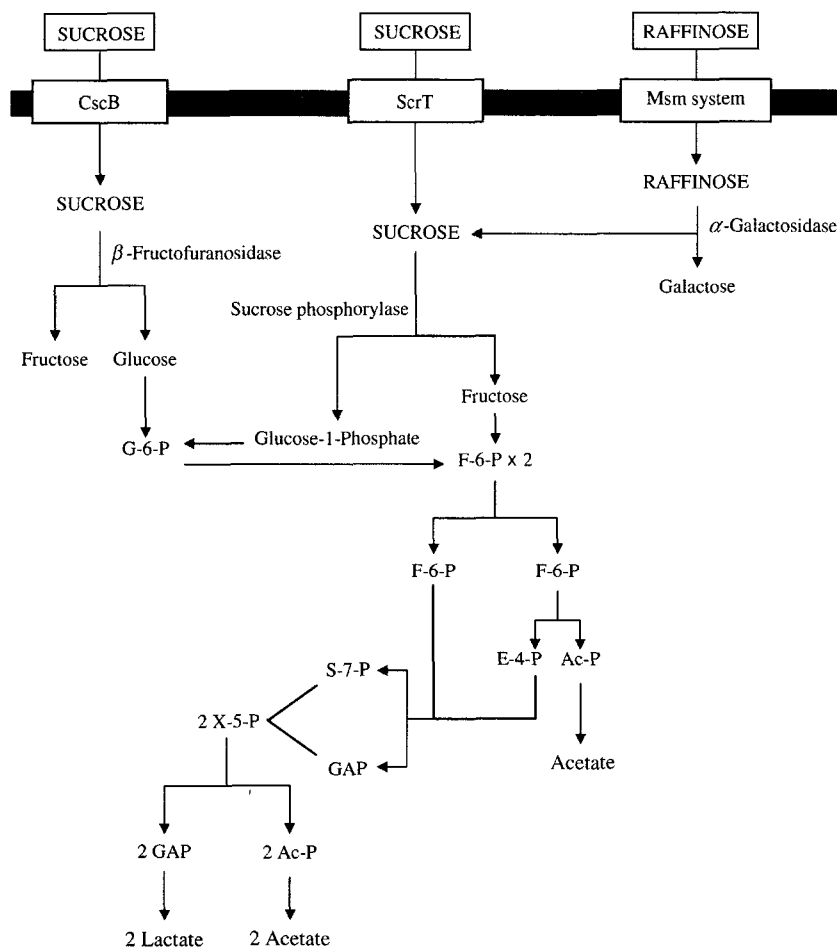 SUCROSE
SUCROSE
RAFFINOSE
CscB
ScrT
Msm system
SUCROSE
RAFFINOSE
SUCROSE
α-Galactosidase
β-Fructofuranosidase
Galactose
Sucrose phosphorylase
Fructose
Glucose
Fructose
G-6-P
Glucose-1-Phosphate
F-6-P x 2
F-6-P
F-6-P
E-4-P
Ac-P
S-7-P
2 X-5-P
GAP
Acetate
2 GAP
2 Ac-P
2 Lactate
2 Acetate